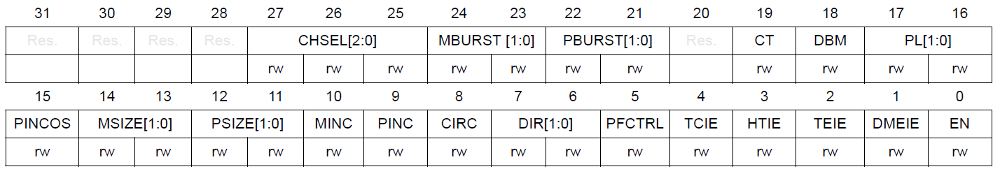 31 30 29 28 27 26 25 24 23 22 21 20 19 18 17 16
Res. Res. Res. Res. CHSEL[2:0] MBURST [1:0] PBURST[1:0] Res. CT DBM PL[1:0]
rw rw rw rw rw rw rw rw rw rw rw
15 14 13 12 11 10 9 8 7 6 5 4 3 2 1 0
PINCOS MSIZE[1:0] PSIZE[1:0] MINC PINC CIRC DIR[1:0] PFCTRL TCIE HTIE TEIE DMEIE EN
rw rw rw rw rw rw rw rw rw rw rw rw rw rw rw rw